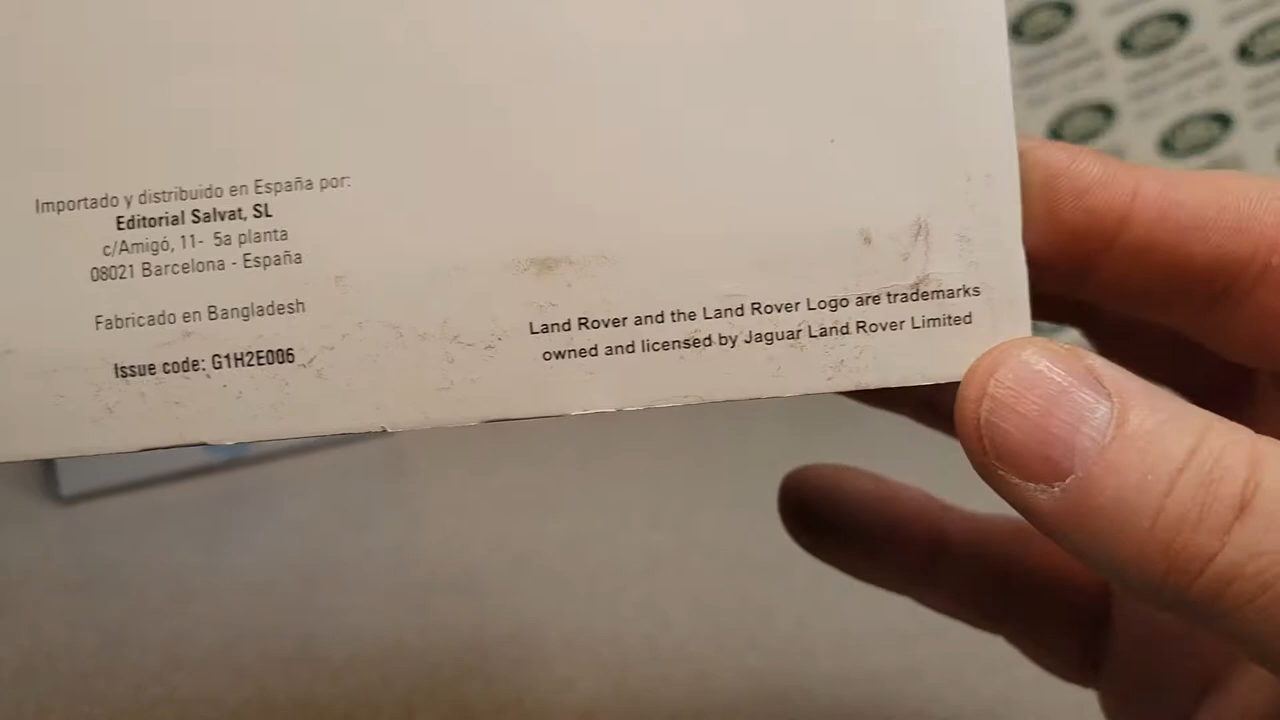 Importado y distribuido en España por:
Editorial Salvat, SL
c/Amigó, 11- 5a planta
08021 Barcelona - España
Fabricado en Bangladesh
Issue code: G1H2E006
Land Rover and the Land Rover Logo are trademarks
owned and licensed by Jaguar Land Rover Limited